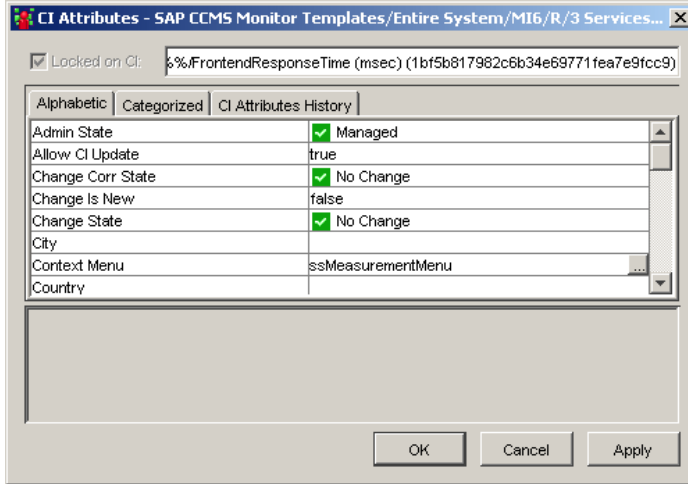 CI Attributes - SAP CCMS Monitor Templates/Entire System/MI6/R/3 Services...
Locked on CI: %%/FrontendResponseTime (msec) (1bf5b817982c6b34e69771fea7e9fcc9)
Alphabetic Categorized CI Attributes History
Admin State Managed
Allow CI Update true
Change Corr State No Change
Change Is New false
Change State No Change
City
Context Menu ssMeasurementMenu ...
Country
OK Cancel Apply